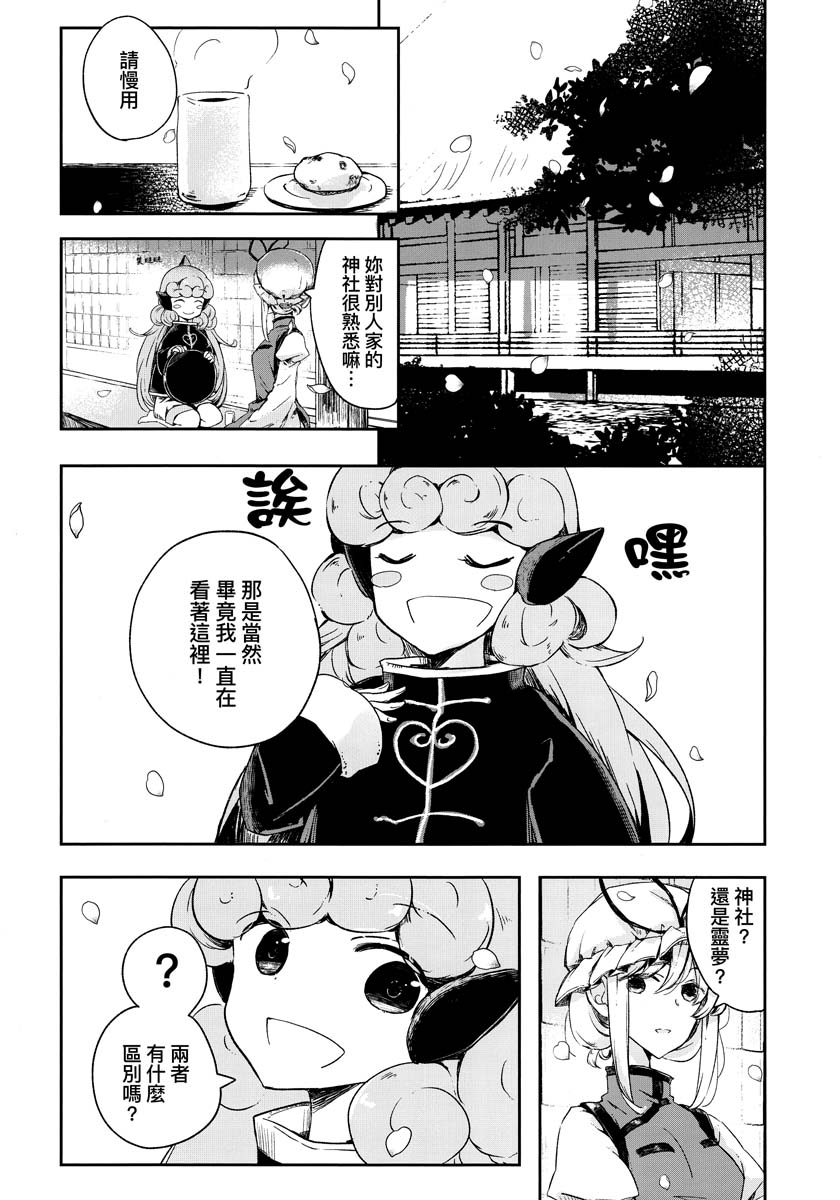 請慢用
妳對別人家的
神社很熟悉嘛…
嘿
誒
那是當然
畢竟我一直在
看著這裡！
神社？
還是靈夢？
？
兩者
有什麼
區別嗎？